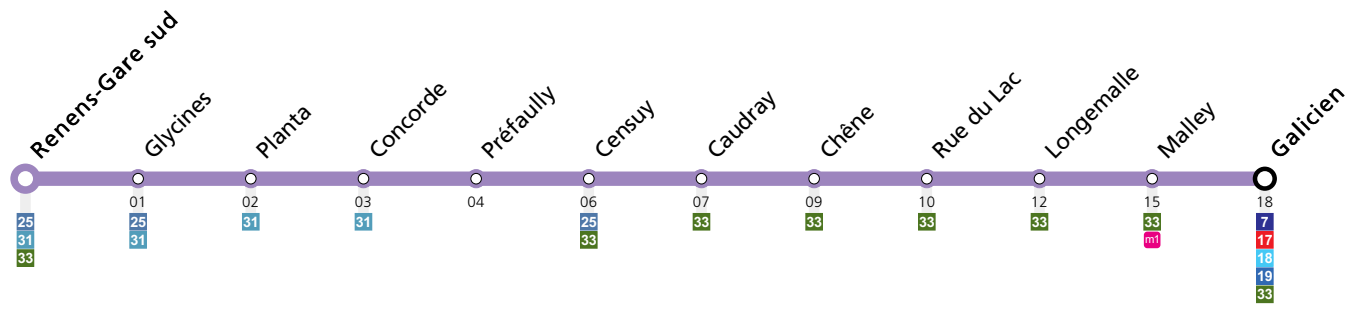 Renens-Gare sud
Glycines
Planta
Concorde
Préfaully
Censuy
Caudray
Chêne
Rue du Lac
Longemalle
Malley
Galicien
01 02 03 04 06 07 09 10 12 15 18
25 25 31 31 25 33 33 33 33 33 7
31 31 33 m1 17
33 18
19
33